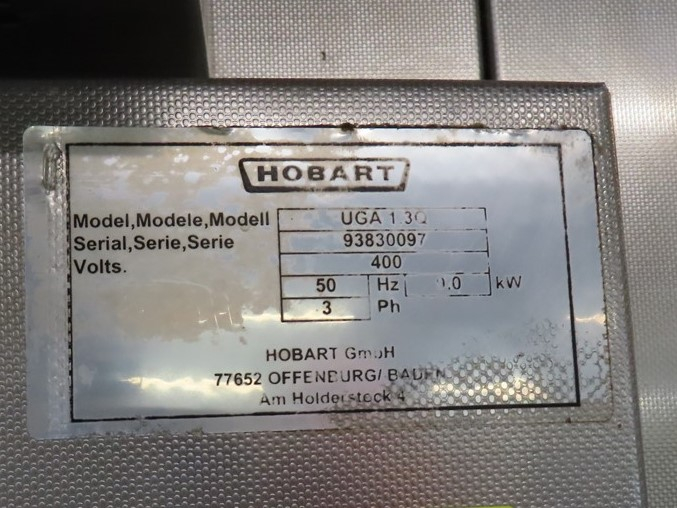 HOBART
Model,Modele,Modell UGA 1.3Q
Serial,Serie,Serie 93830097
Volts. 400
50 Hz kW
3 Ph
HOBART GmbH
77652 OFFENBURG/ BADEN
Am Holderstock 4